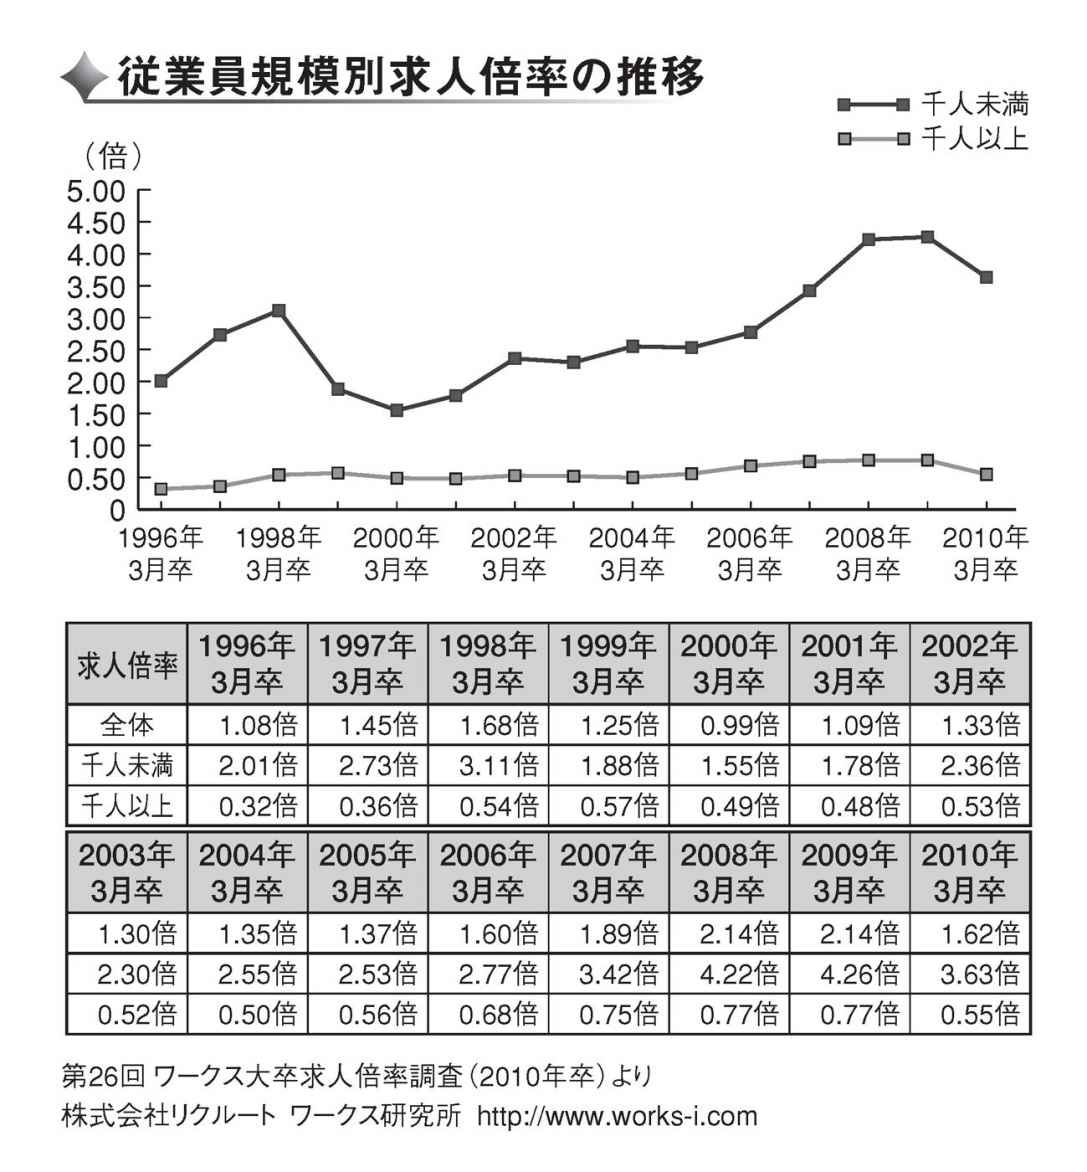 従業員規模別求人倍率の推移
千人未満
千人以上
（倍）
5.00
4.50
4.00
3.50
3.00
2.50
2.00
1.50
1.00
0.50
0
1996年 1998年 2000年 2002年 2004年 2006年 2008年 2010年
3月卒 3月卒 3月卒 3月卒 3月卒 3月卒 3月卒 3月卒
求人倍率 1996年3月卒 1997年3月卒 1998年3月卒 1999年3月卒 2000年3月卒 2001年3月卒 2002年3月卒
全体 1.08倍 1.45倍 1.68倍 1.25倍 0.99倍 1.09倍 1.33倍
千人未満 2.01倍 2.73倍 3.11倍 1.88倍 1.55倍 1.78倍 2.36倍
千人以上 0.32倍 0.36倍 0.54倍 0.57倍 0.49倍 0.48倍 0.53倍
2003年3月卒 2004年3月卒 2005年3月卒 2006年3月卒 2007年3月卒 2008年3月卒 2009年3月卒 2010年3月卒
1.30倍 1.35倍 1.37倍 1.60倍 1.89倍 2.14倍 2.14倍 1.62倍
2.30倍 2.55倍 2.53倍 2.77倍 3.42倍 4.22倍 4.26倍 3.63倍
0.52倍 0.50倍 0.56倍 0.68倍 0.75倍 0.77倍 0.77倍 0.55倍
第26回 ワークス大卒求人倍率調査（2010年卒）より
株式会社リクルート ワークス研究所 http://www.works-i.com